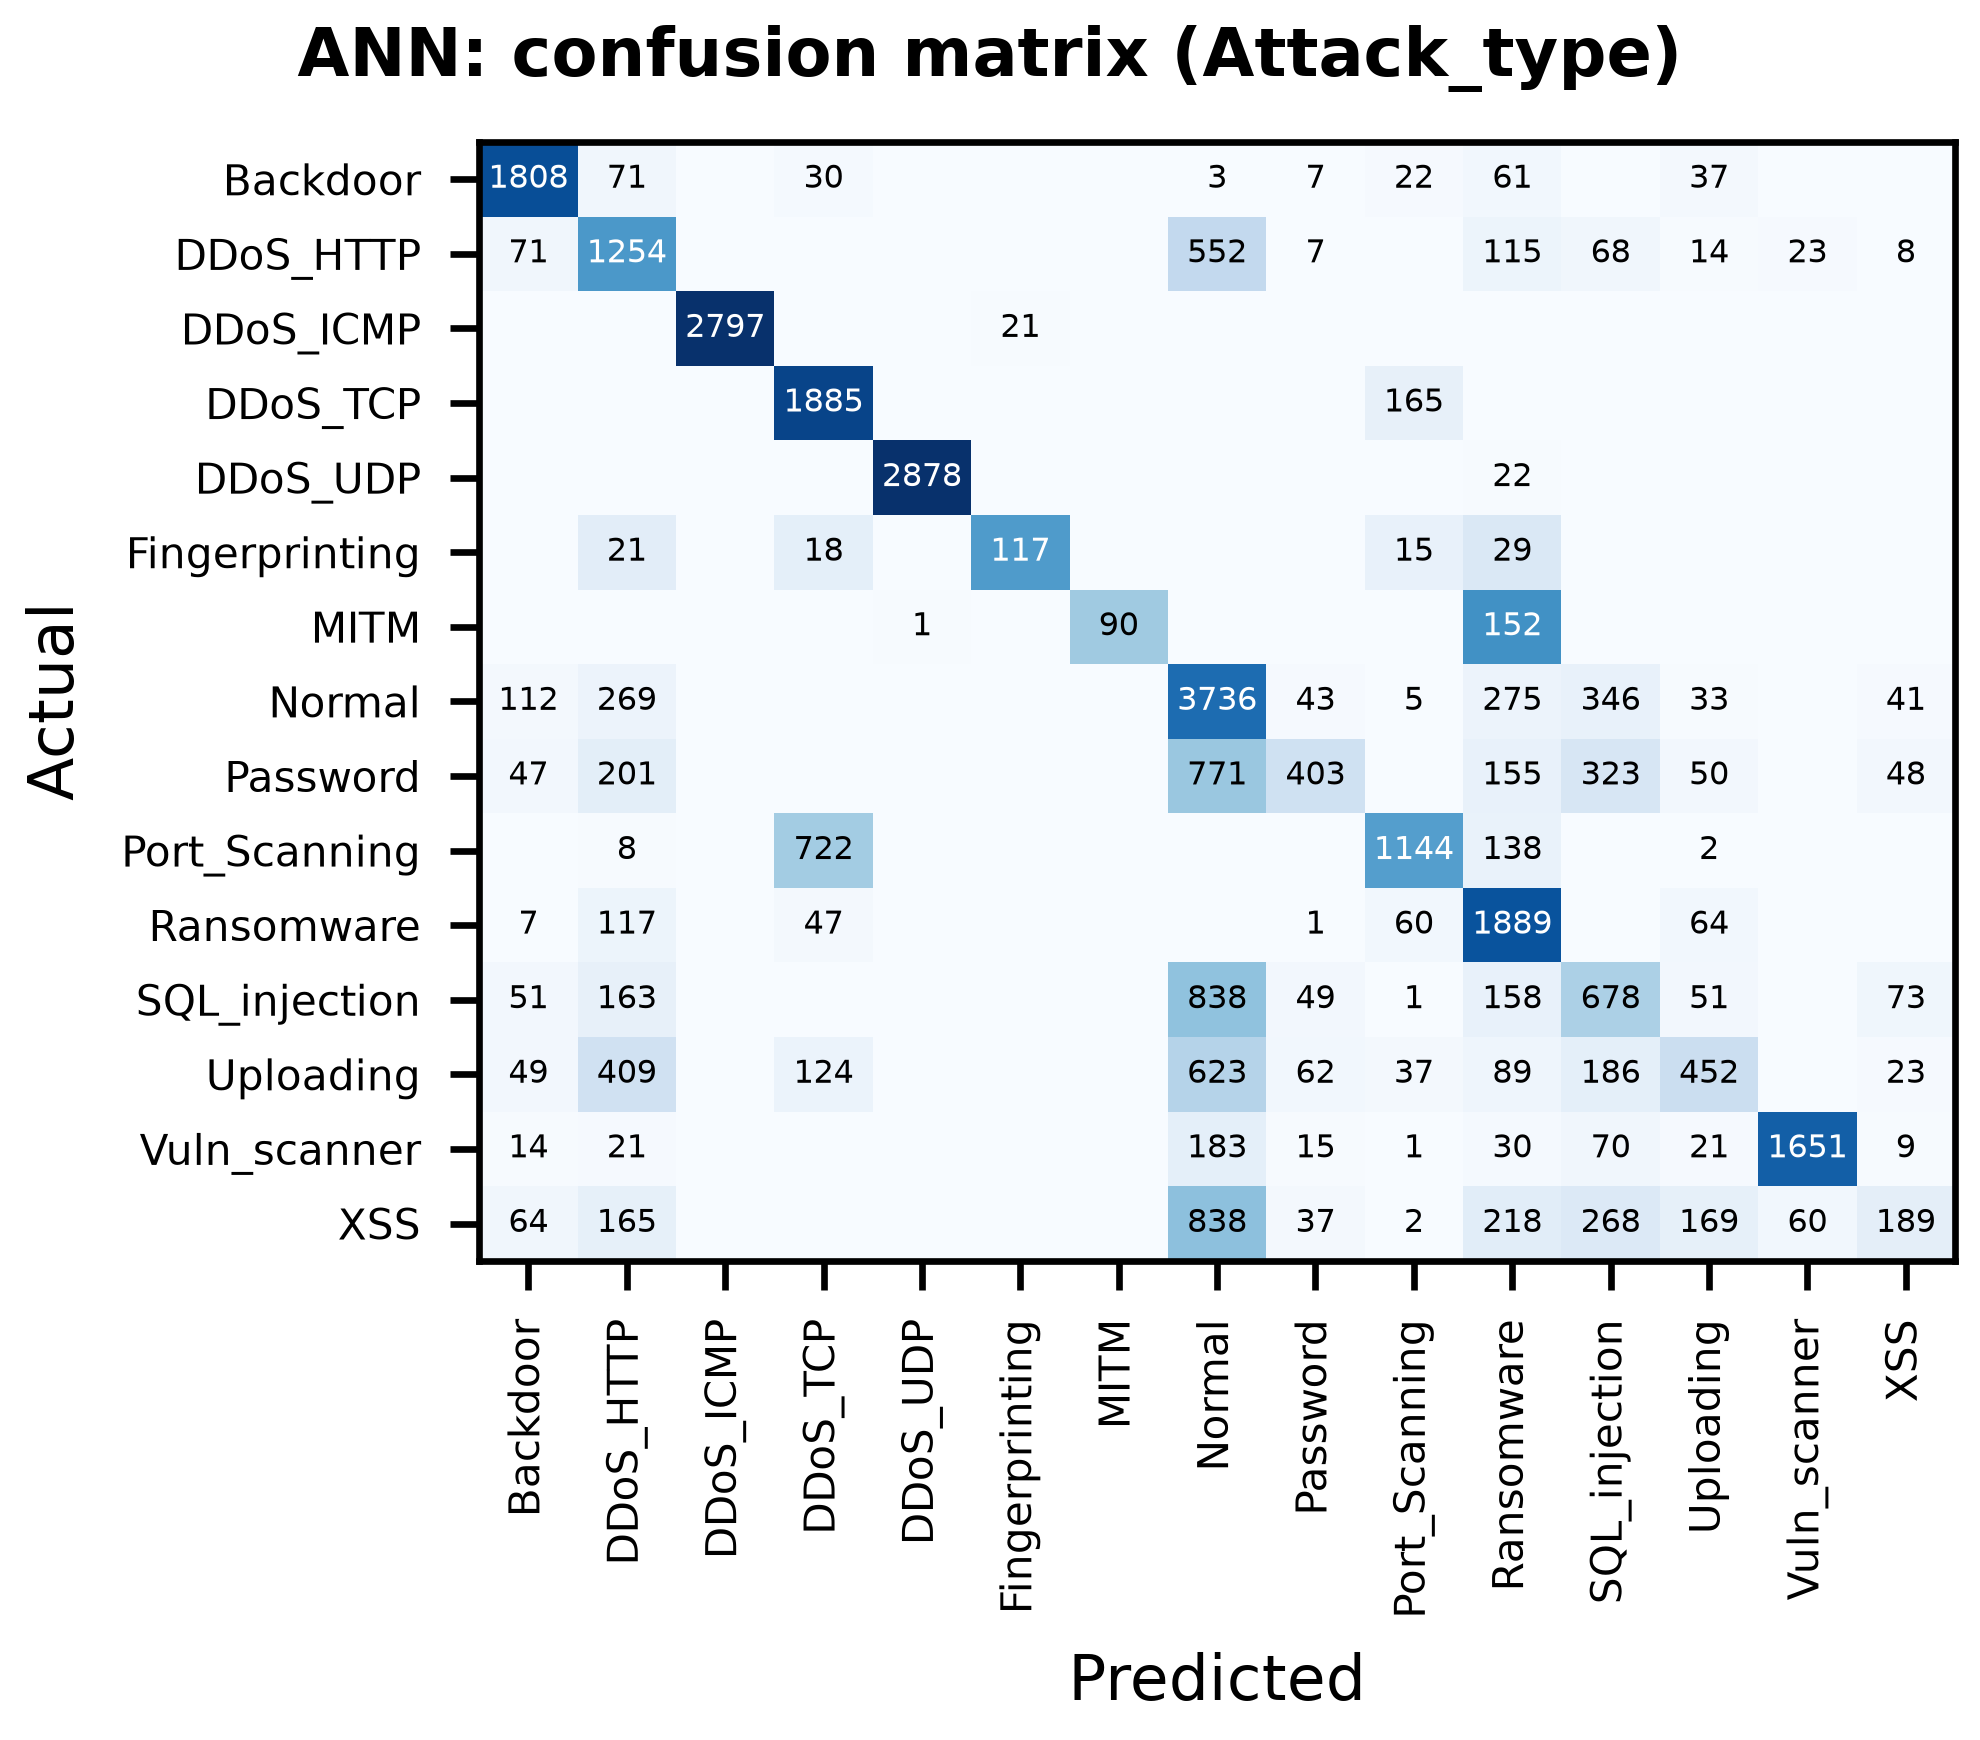 ANN: confusion matrix (Attack_type)
Actual
Backdoor 1808 71 30 3 7 22 61 37
DDoS_HTTP 71 1254 552 7 115 68 14 23 8
DDoS_ICMP 2797 21
DDoS_TCP 1885 165
DDoS_UDP 2878 22
Fingerprinting 21 18 117 15 29
MITM 1 90 152
Normal 112 269 3736 43 5 275 346 33 41
Password 47 201 771 403 155 323 50 48
Port_Scanning 8 722 1144 138 2
Ransomware 7 117 47 1 60 1889 64
SQL_injection 51 163 838 49 1 158 678 51 73
Uploading 49 409 124 623 62 37 89 186 452 23
Vuln_scanner 14 21 183 15 1 30 70 21 1651 9
XSS 64 165 838 37 2 218 268 169 60 189
Backdoor DDoS_HTTP DDoS_ICMP DDoS_TCP DDoS_UDP Fingerprinting MITM Normal Password Port_Scanning Ransomware SQL_injection Uploading Vuln_scanner XSS
Predicted